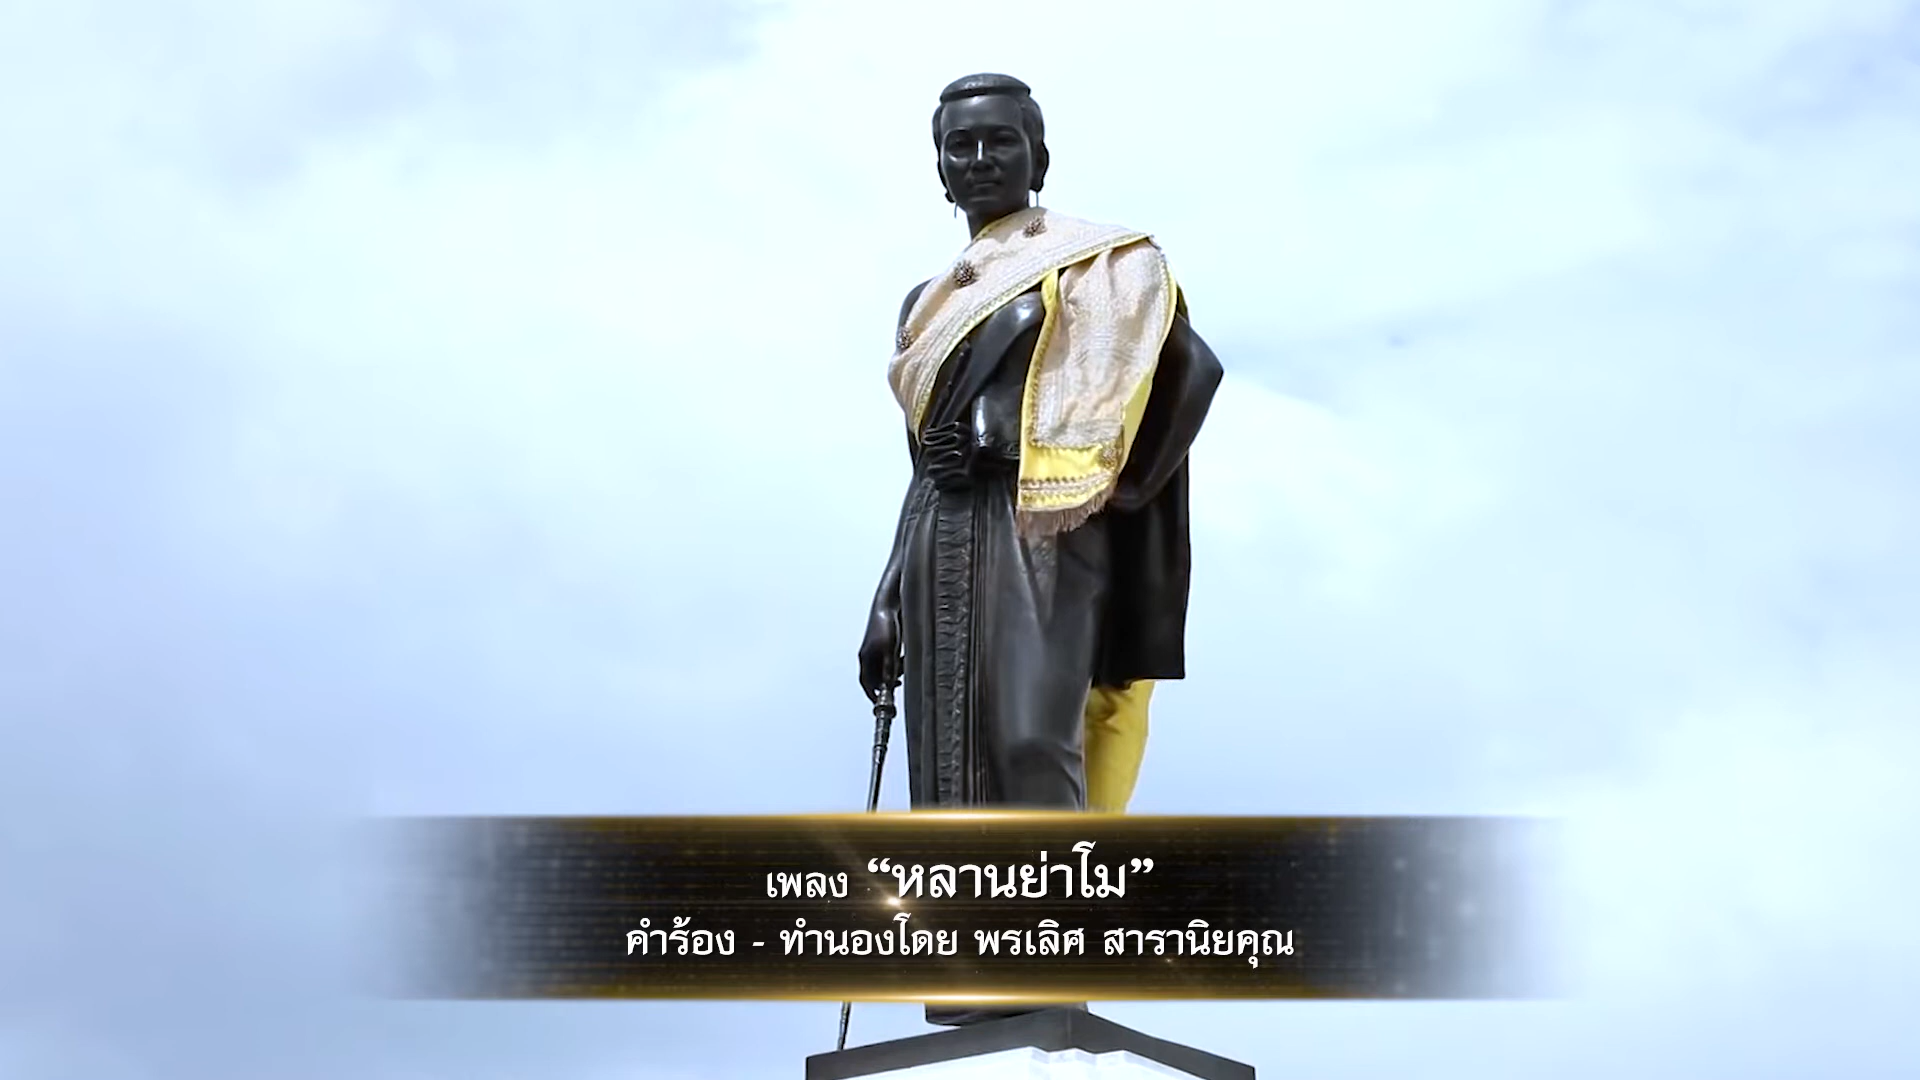 เพลง “หลานย่าโม”
คำร้อง - ทำนองโดย พรเลิศ สารานิยคุณ